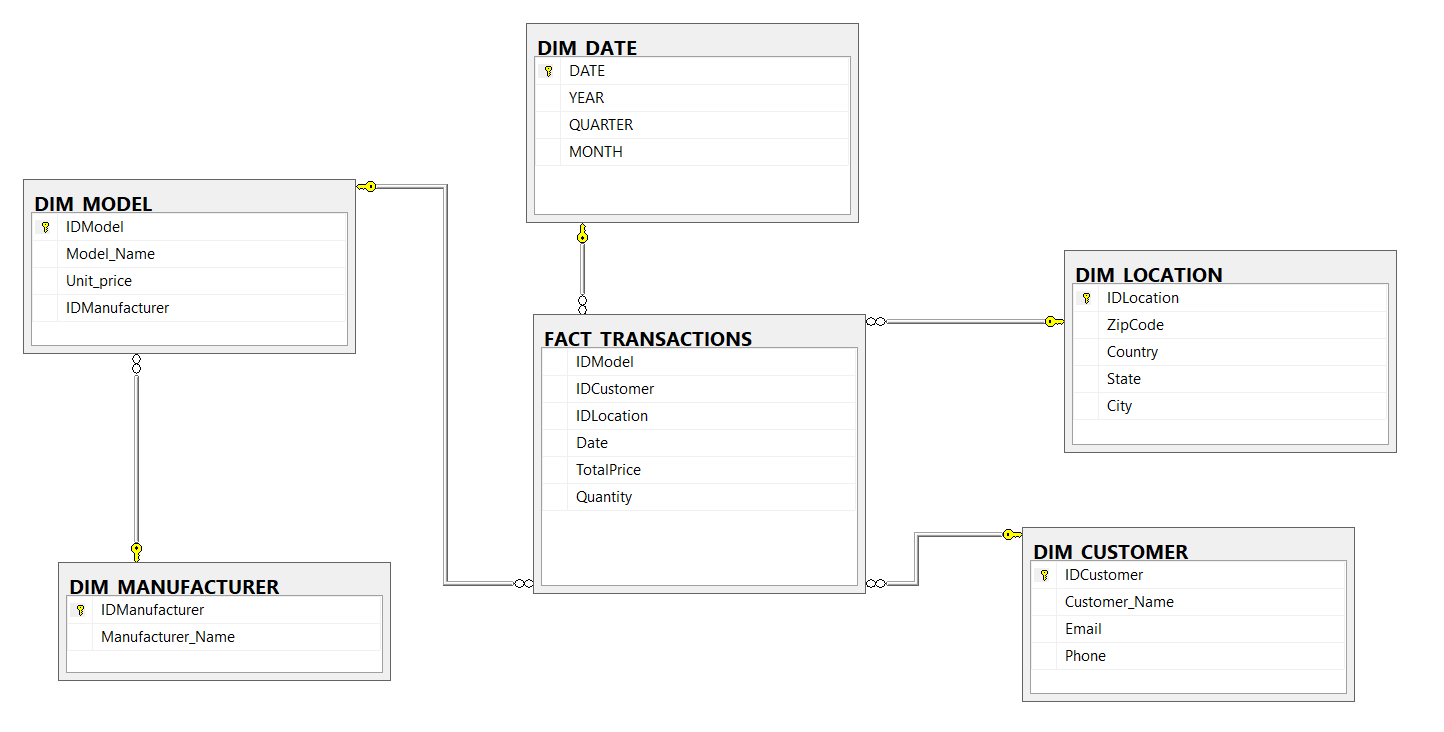 DIM_DATE
DATE
YEAR
QUARTER
MONTH
DIM_MODEL
IDModel
Model_Name
Unit_price
IDManufacturer
DIM_LOCATION
IDLocation
ZipCode
Country
State
City
FACT_TRANSACTIONS
IDModel
IDCustomer
IDLocation
Date
TotalPrice
Quantity
DIM_CUSTOMER
IDCustomer
Customer_Name
Email
Phone
DIM_MANUFACTURER
IDManufacturer
Manufacturer_Name